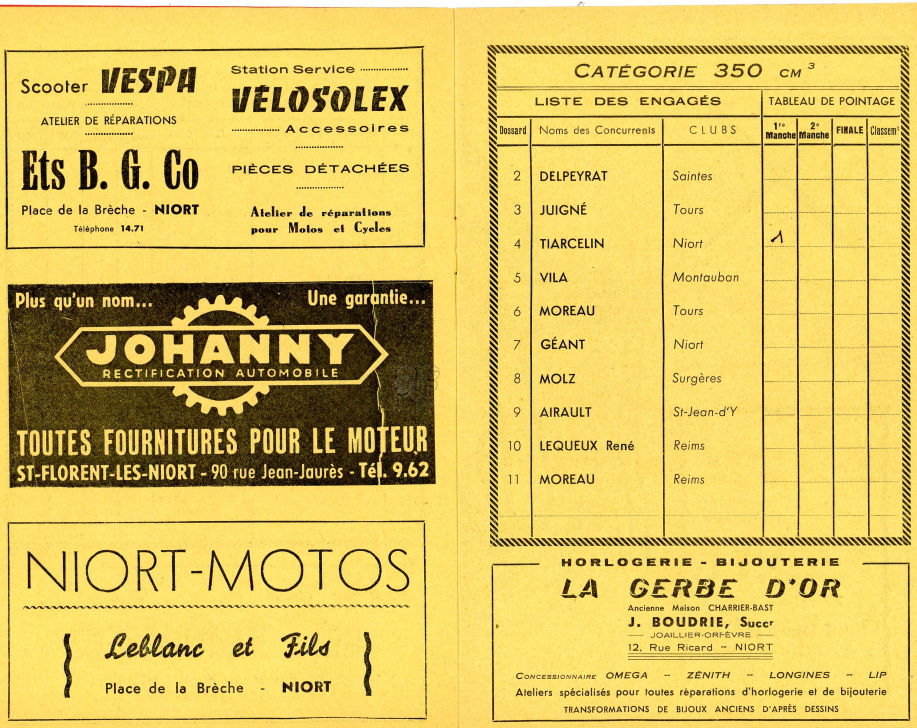 Scooter VESPA
ATELIER DE RÉPARATIONS
Ets B. G. Co
Place de la Brèche - NIORT
Téléphone 14.71
Station Service
VÉLOSOLEX
Accessoires
PIÈCES DÉTACHÉES
Atelier de réparations
pour Motos et Cycles
Plus qu'un nom... Une garantie...
JOHANNY
RECTIFICATION AUTOMOBILE
TOUTES FOURNITURES POUR LE MOTEUR
ST-FLORENT-LES-NIORT - 90 rue Jean-Jaurès - Tél. 9.62
NIORT-MOTOS
Leblanc et Fils
Place de la Brèche - NIORT
CATÉGORIE 350 CM³
LISTE DES ENGAGÉS TABLEAU DE POINTAGE
Dossard Noms des Concurrents CLUBS 1re Manche 2e Manche FINALE Classemt
2 DELPEYRAT Saintes
3 JUIGNÉ Tours
4 TIARCELIN Niort 1
5 VILA Montauban
6 MOREAU Tours
7 GÉANT Niort
8 MOLZ Surgères
9 AIRAULT St-Jean-d'Y
10 LEQUEUX René Reims
11 MOREAU Reims
HORLOGERIE - BIJOUTERIE
LA GERBE D'OR
Ancienne Maison CHARRIER-BAST
J. BOUDRIE, Succr
JOAILLIER-ORFÈVRE
12, Rue Ricard - NIORT
CONCESSIONNAIRE OMEGA -- ZÉNITH -- LONGINES -- LIP
Ateliers spécialisés pour toutes réparations d'horlogerie et de bijouterie
TRANSFORMATIONS DE BIJOUX ANCIENS D'APRÈS DESSINS